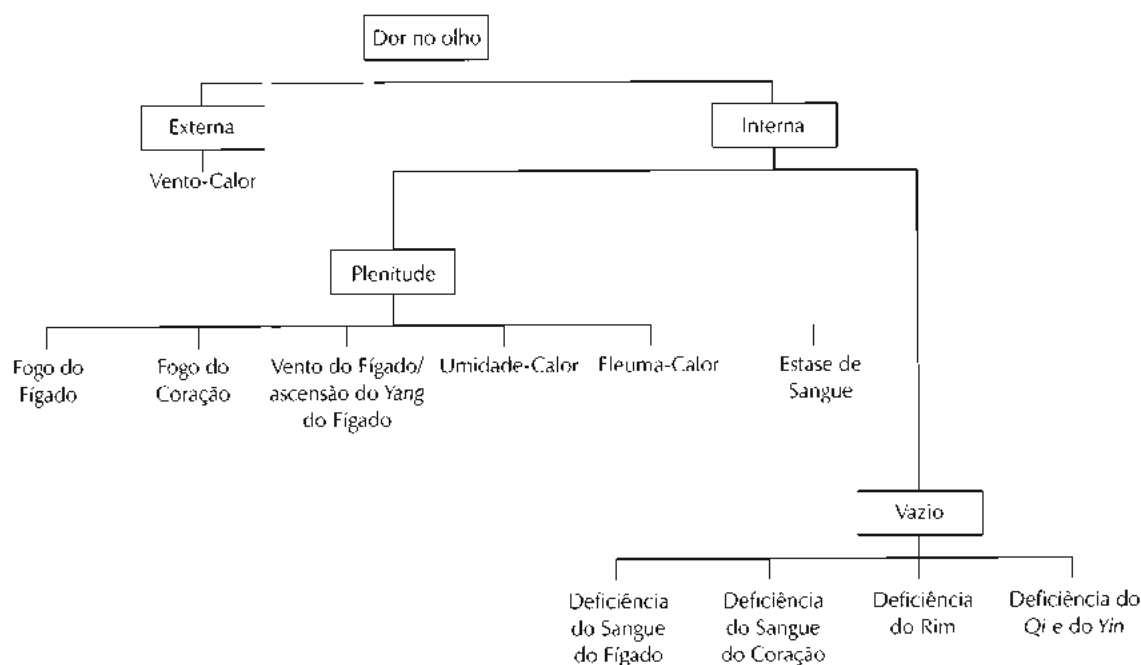 Dor no olho
Externa
Interna
Vento-Calor
Plenitude
Fogo do
Fígado
Fogo do
Coração
Vento do Fígado/
ascensão do Yang
do Fígado
Umidade-Calor
Fleuma-Calor
Estase de
Sangue
Vazio
Deficiência
do Sangue
do Fígado
Deficiência
do Sangue
do Coração
Deficiência
do Rim
Deficiência do
Qi e do Yin